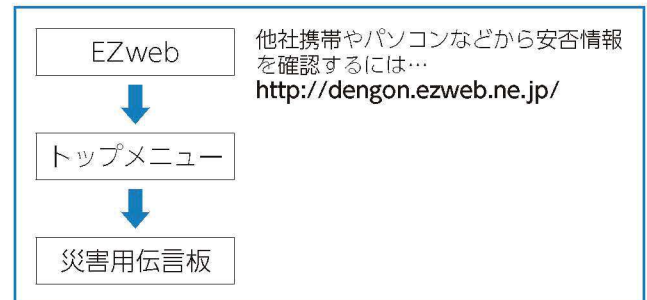 EZweb
トップメニュー
災害用伝言板
他社携帯やパソコンなどから安否情報
を確認するには…
http://dengon.ezweb.ne.jp/